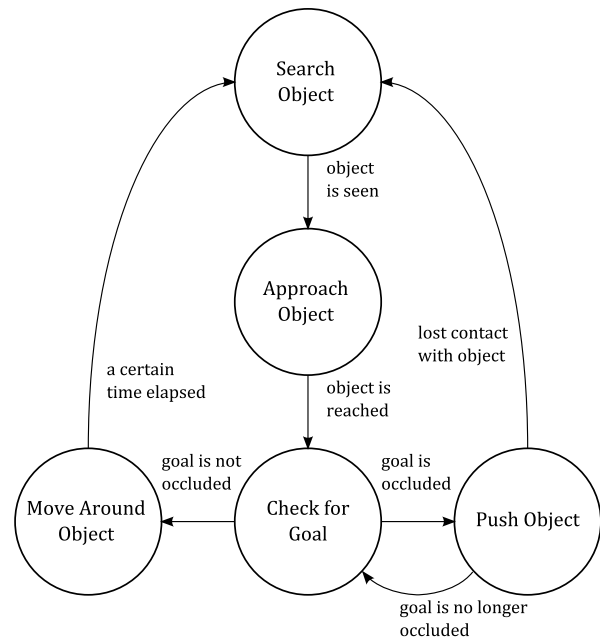 Search
Object
object
is seen
Approach
Object
lost contact
with object
a certain
time elapsed
object is
reached
goal is not
occluded
goal is
occluded
Move Around
Object
Check for
Goal
Push Object
goal is no longer
occluded